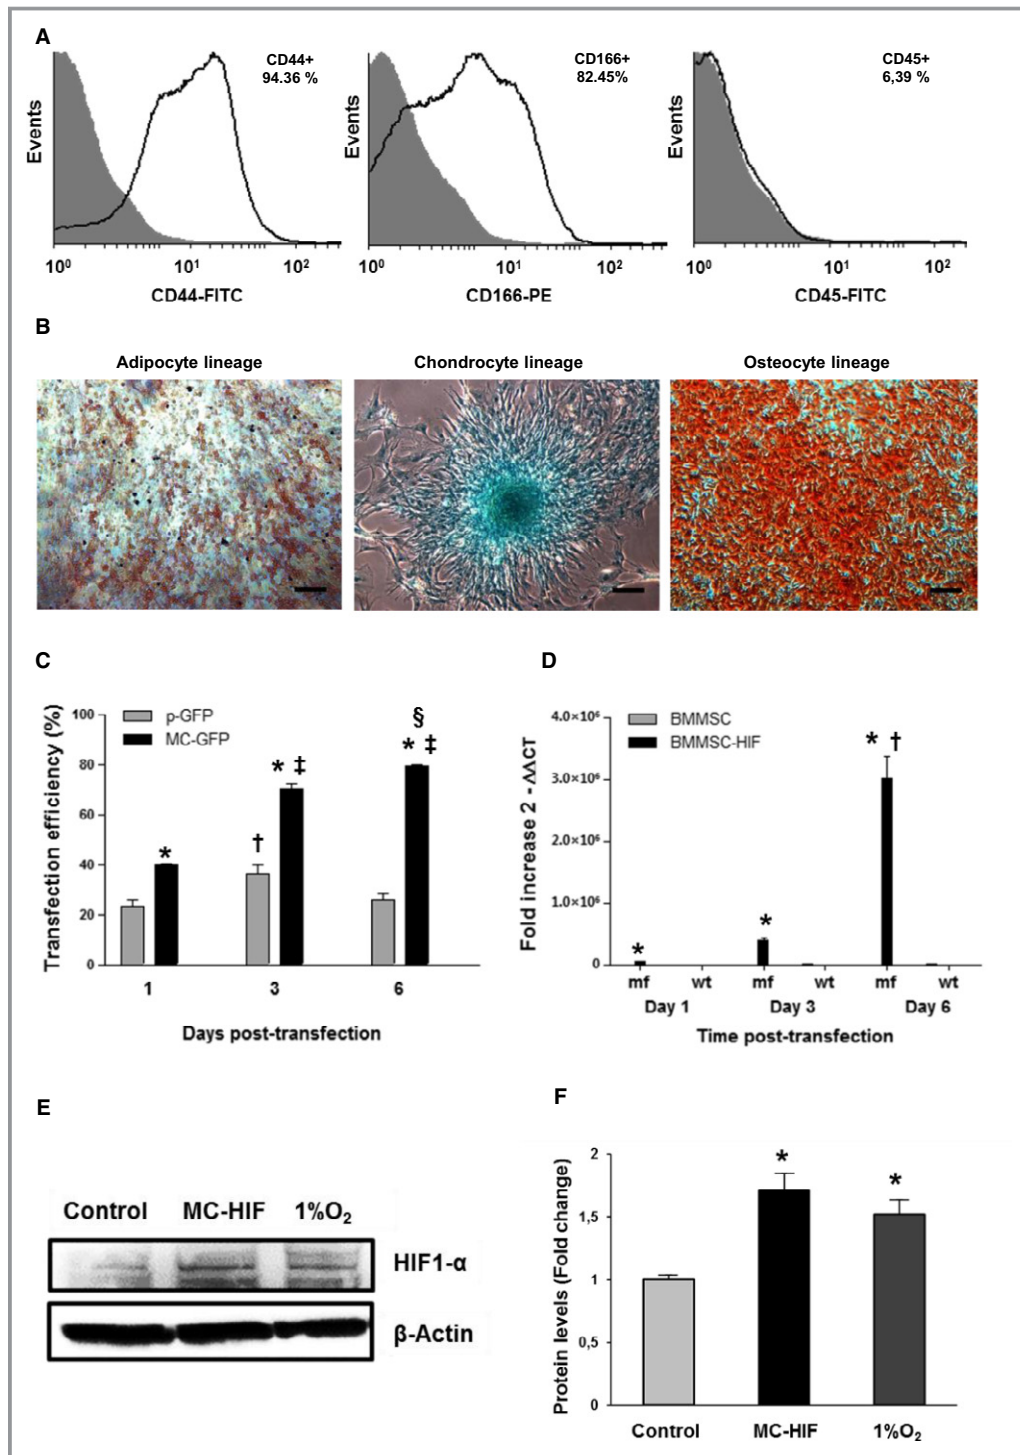 A
CD44+
94.36 %
CD166+
82.45%
CD45+
6,39 %
Events
Events
Events
10⁰ 10¹ 10²
10⁰ 10¹ 10²
10⁰ 10¹ 10²
CD44-FITC
CD166-PE
CD45-FITC
B
Adipocyte lineage
Chondrocyte lineage
Osteocyte lineage
C
Transfection efficiency (%)
100
80
60
40
20
0
p-GFP
MC-GFP
*
†
* ‡
§
* ‡
1 3 6
Days post-transfection
D
Fold increase 2 - ΔΔCT
4.0×10⁶
3.0×10⁶
2.0×10⁶
1.0×10⁶
0
BMMSC
BMMSC-HIF
*
*
* †
mf wt mf wt mf wt
Day 1 Day 3 Day 6
Time post-transfection
E
Control MC-HIF 1%O₂
HIF1-α
β-Actin
F
Protein levels (Fold change)
2
1,5
1
0,5
0
*
*
Control MC-HIF 1%O₂